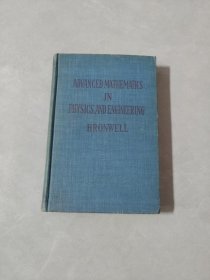 ADVANCED MATHEMATICS
IN
PHYSICS AND ENGINEERING
BRONWELL